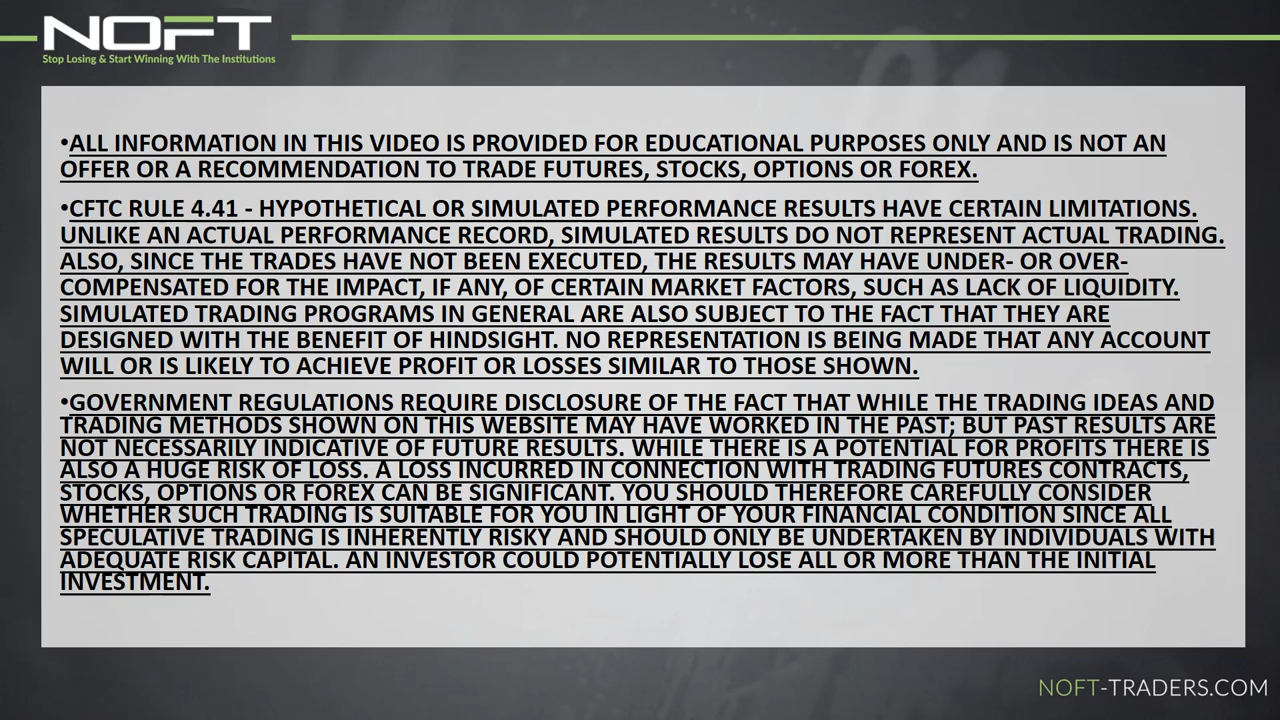 NOFT
Stop Losing & Start Winning With The Institutions
•ALL INFORMATION IN THIS VIDEO IS PROVIDED FOR EDUCATIONAL PURPOSES ONLY AND IS NOT AN
OFFER OR A RECOMMENDATION TO TRADE FUTURES, STOCKS, OPTIONS OR FOREX.
•CFTC RULE 4.41 - HYPOTHETICAL OR SIMULATED PERFORMANCE RESULTS HAVE CERTAIN LIMITATIONS.
UNLIKE AN ACTUAL PERFORMANCE RECORD, SIMULATED RESULTS DO NOT REPRESENT ACTUAL TRADING.
ALSO, SINCE THE TRADES HAVE NOT BEEN EXECUTED, THE RESULTS MAY HAVE UNDER- OR OVER-
COMPENSATED FOR THE IMPACT, IF ANY, OF CERTAIN MARKET FACTORS, SUCH AS LACK OF LIQUIDITY.
SIMULATED TRADING PROGRAMS IN GENERAL ARE ALSO SUBJECT TO THE FACT THAT THEY ARE
DESIGNED WITH THE BENEFIT OF HINDSIGHT. NO REPRESENTATION IS BEING MADE THAT ANY ACCOUNT
WILL OR IS LIKELY TO ACHIEVE PROFIT OR LOSSES SIMILAR TO THOSE SHOWN.
•GOVERNMENT REGULATIONS REQUIRE DISCLOSURE OF THE FACT THAT WHILE THE TRADING IDEAS AND
TRADING METHODS SHOWN ON THIS WEBSITE MAY HAVE WORKED IN THE PAST; BUT PAST RESULTS ARE
NOT NECESSARILY INDICATIVE OF FUTURE RESULTS. WHILE THERE IS A POTENTIAL FOR PROFITS THERE IS
ALSO A HUGE RISK OF LOSS. A LOSS INCURRED IN CONNECTION WITH TRADING FUTURES CONTRACTS,
STOCKS, OPTIONS OR FOREX CAN BE SIGNIFICANT. YOU SHOULD THEREFORE CAREFULLY CONSIDER
WHETHER SUCH TRADING IS SUITABLE FOR YOU IN LIGHT OF YOUR FINANCIAL CONDITION SINCE ALL
SPECULATIVE TRADING IS INHERENTLY RISKY AND SHOULD ONLY BE UNDERTAKEN BY INDIVIDUALS WITH
ADEQUATE RISK CAPITAL. AN INVESTOR COULD POTENTIALLY LOSE ALL OR MORE THAN THE INITIAL
INVESTMENT.
NOFT-TRADERS.COM